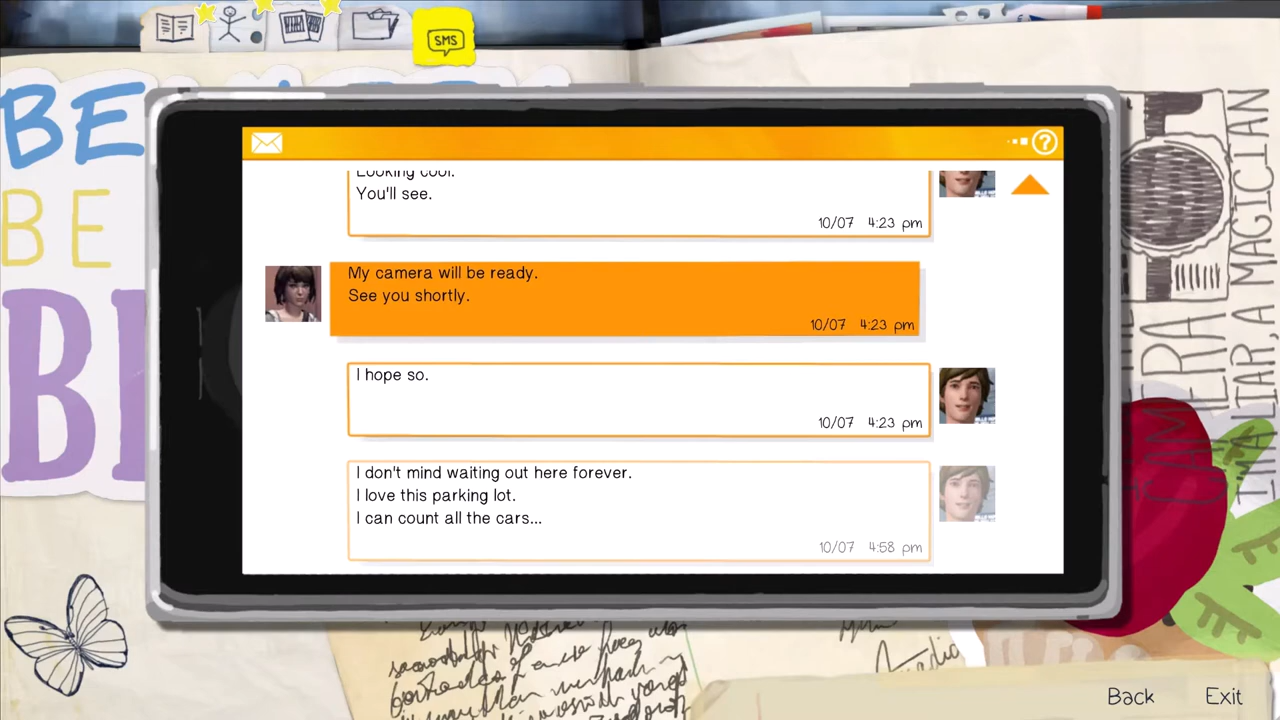 SMS
BE
BE
Looking cool.
You'll see.
10/07 4:23 pm
My camera will be ready.
See you shortly.
10/07 4:23 pm
I hope so.
10/07 4:23 pm
I don't mind waiting out here forever.
I love this parking lot.
I can count all the cars...
10/07 4:58 pm
?
I'M A LIAR, A MAGICIAN
Back
Exit